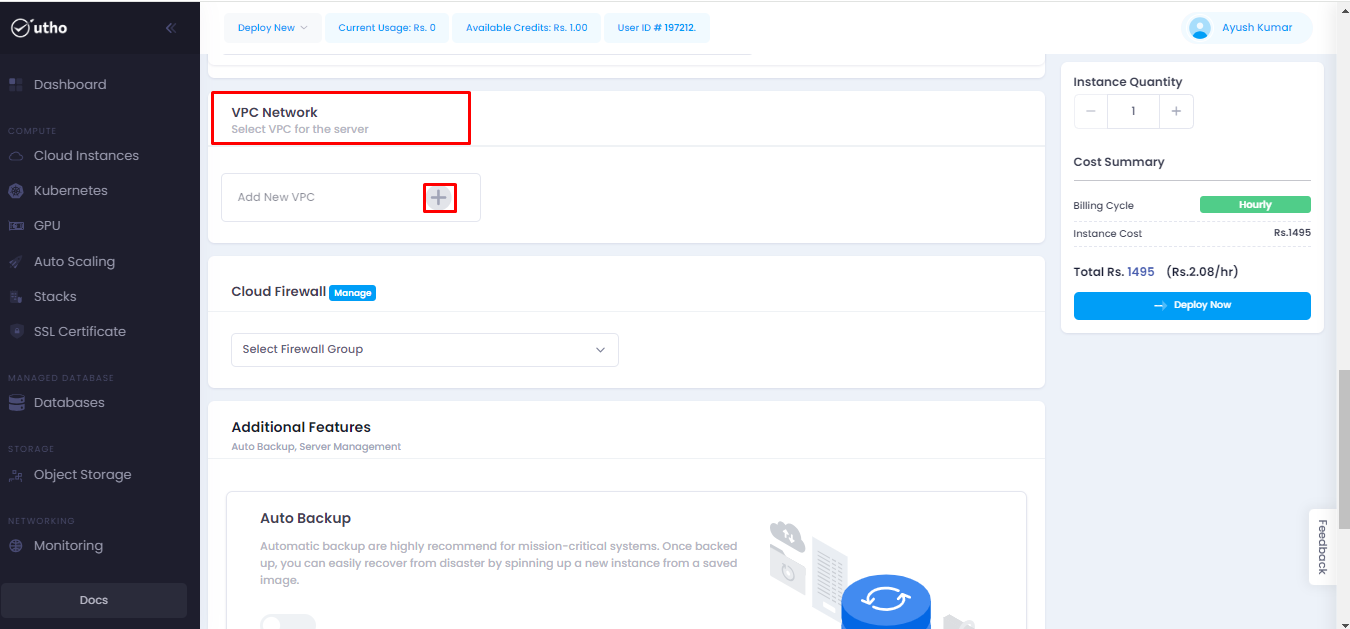 utho
Deploy New
Current Usage: Rs. 0
Available Credits: Rs. 1.00
User ID # 197212.
Ayush Kumar
Dashboard
COMPUTE
Cloud Instances
Kubernetes
GPU
Auto Scaling
Stacks
SSL Certificate
MANAGED DATABASE
Databases
STORAGE
Object Storage
NETWORKING
Monitoring
Docs
VPC Network
Select VPC for the server
Add New VPC
Cloud Firewall Manage
Select Firewall Group
Additional Features
Auto Backup, Server Management
Auto Backup
Automatic backup are highly recommend for mission-critical systems. Once backed
up, you can easily recover from disaster by spinning up a new instance from a saved
image.
Instance Quantity
1
Cost Summary
Billing Cycle Hourly
Instance Cost Rs.1495
Total Rs. 1495 (Rs.2.08/hr)
Deploy Now
Feedback